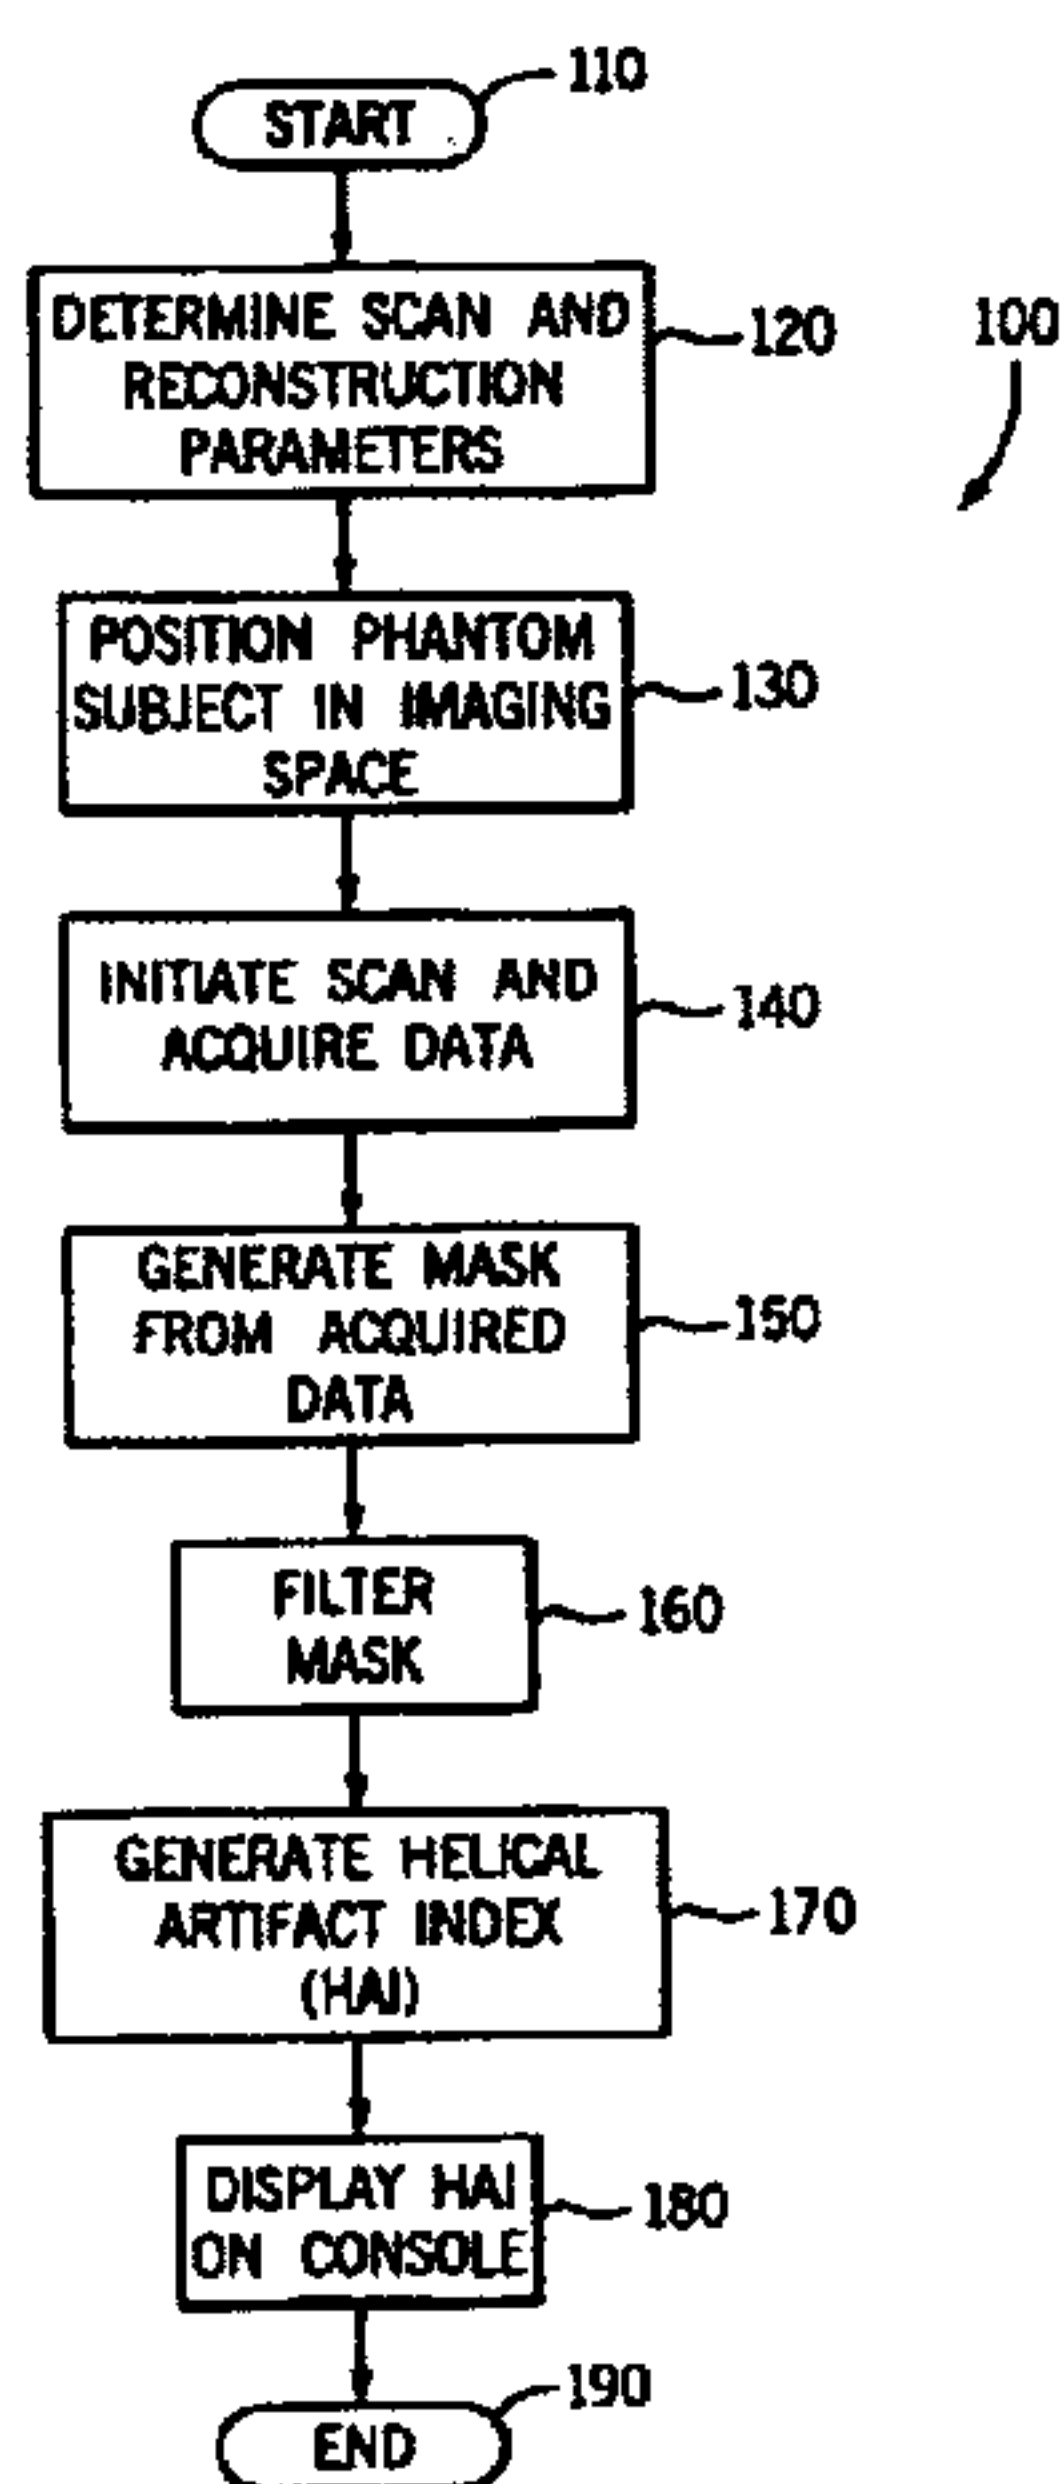 110
START
DETERMINE SCAN AND
RECONSTRUCTION
PARAMETERS
120
100
POSITION PHANTOM
SUBJECT IN IMAGING
SPACE
130
INITIATE SCAN AND
ACQUIRE DATA
140
GENERATE MASK
FROM ACQUIRED
DATA
150
FILTER
MASK
160
GENERATE HELICAL
ARTIFACT INDEX
(HAI)
170
DISPLAY HAI
ON CONSOLE
180
190
END